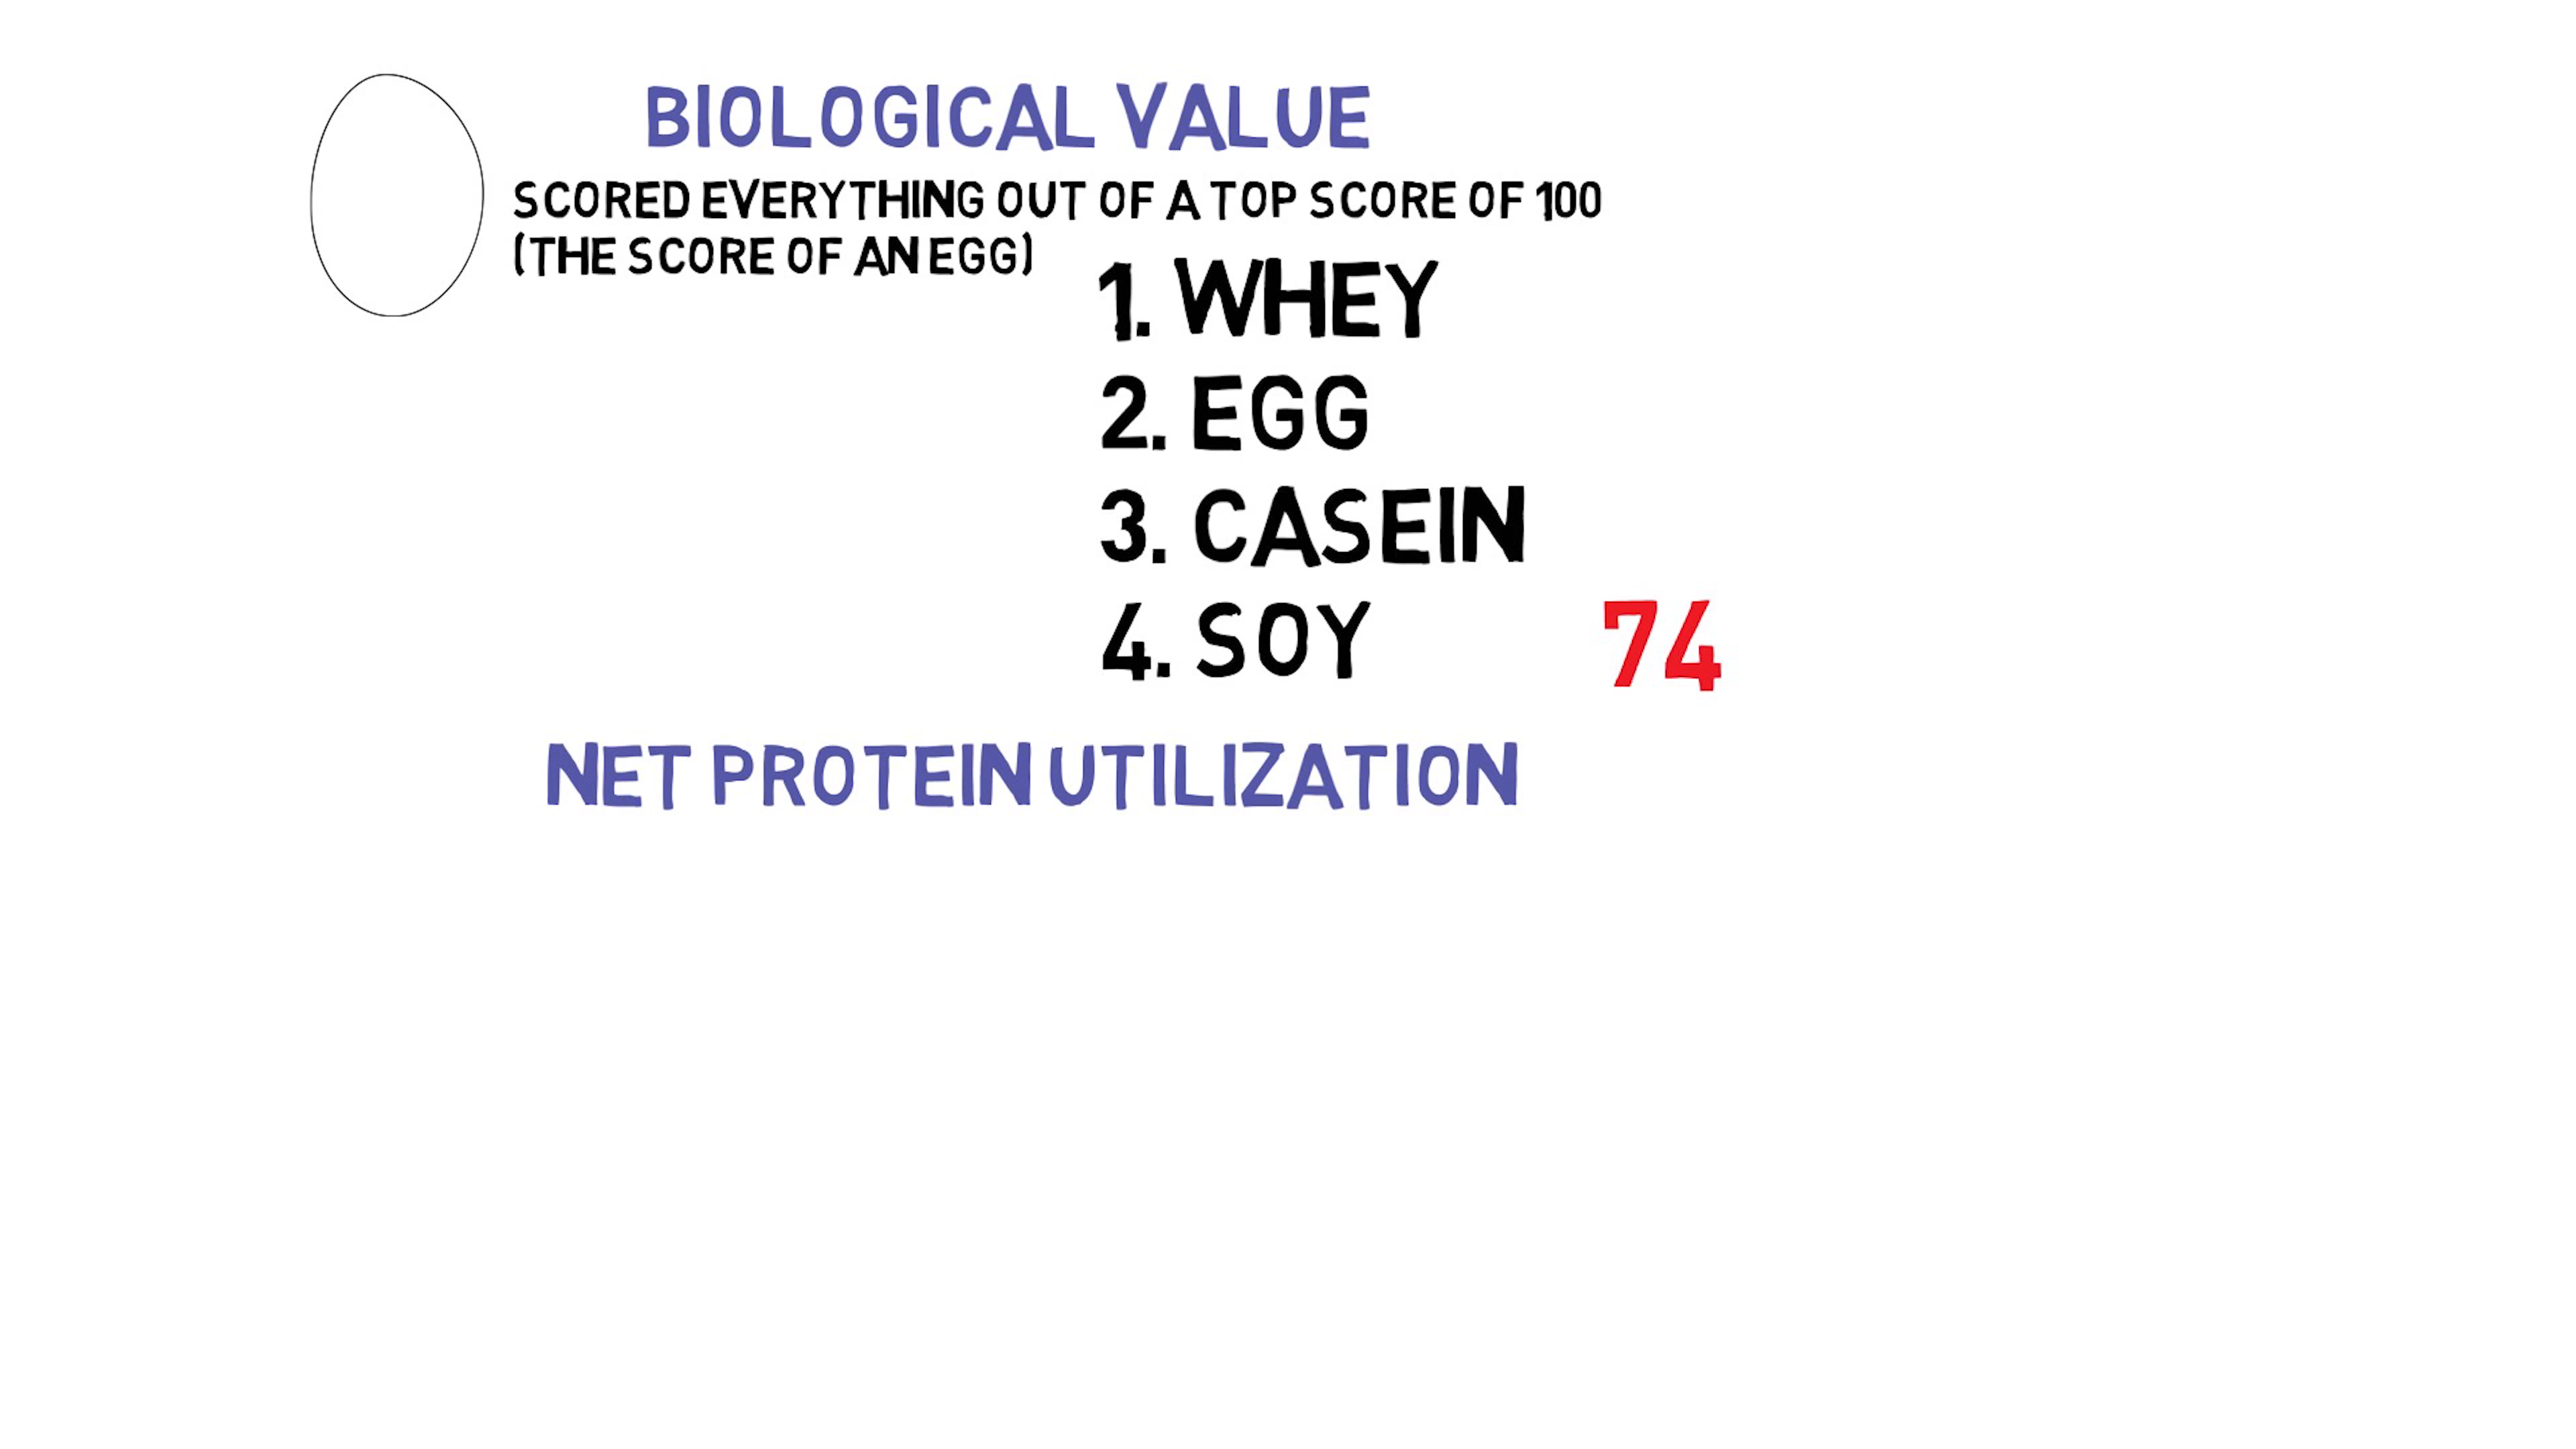 BIOLOGICAL VALUE
SCORED EVERYTHING OUT OF A TOP SCORE OF 100
(THE SCORE OF AN EGG)
1. WHEY
2. EGG
3. CASEIN
4. SOY 74
NET PROTEIN UTILIZATION